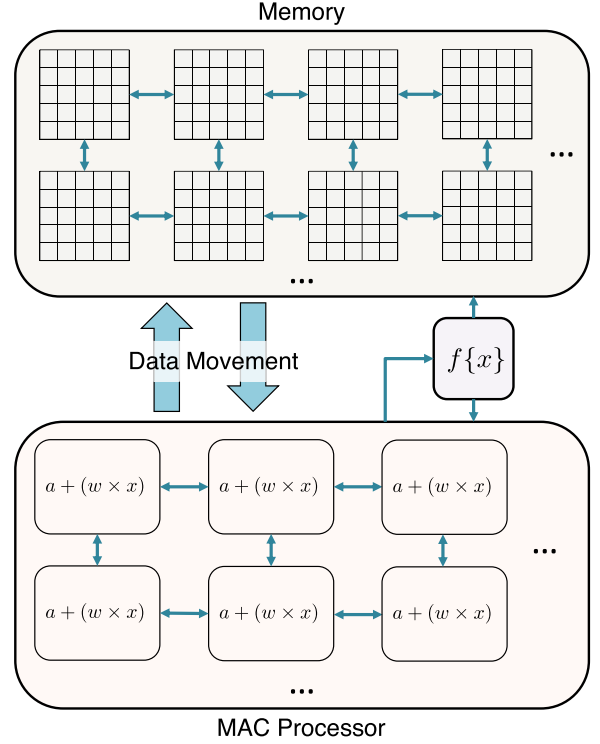 Memory
...
...
Data Movement
f{x}
a + (w × x) a + (w × x) a + (w × x)
...
a + (w × x) a + (w × x) a + (w × x)
...
MAC Processor